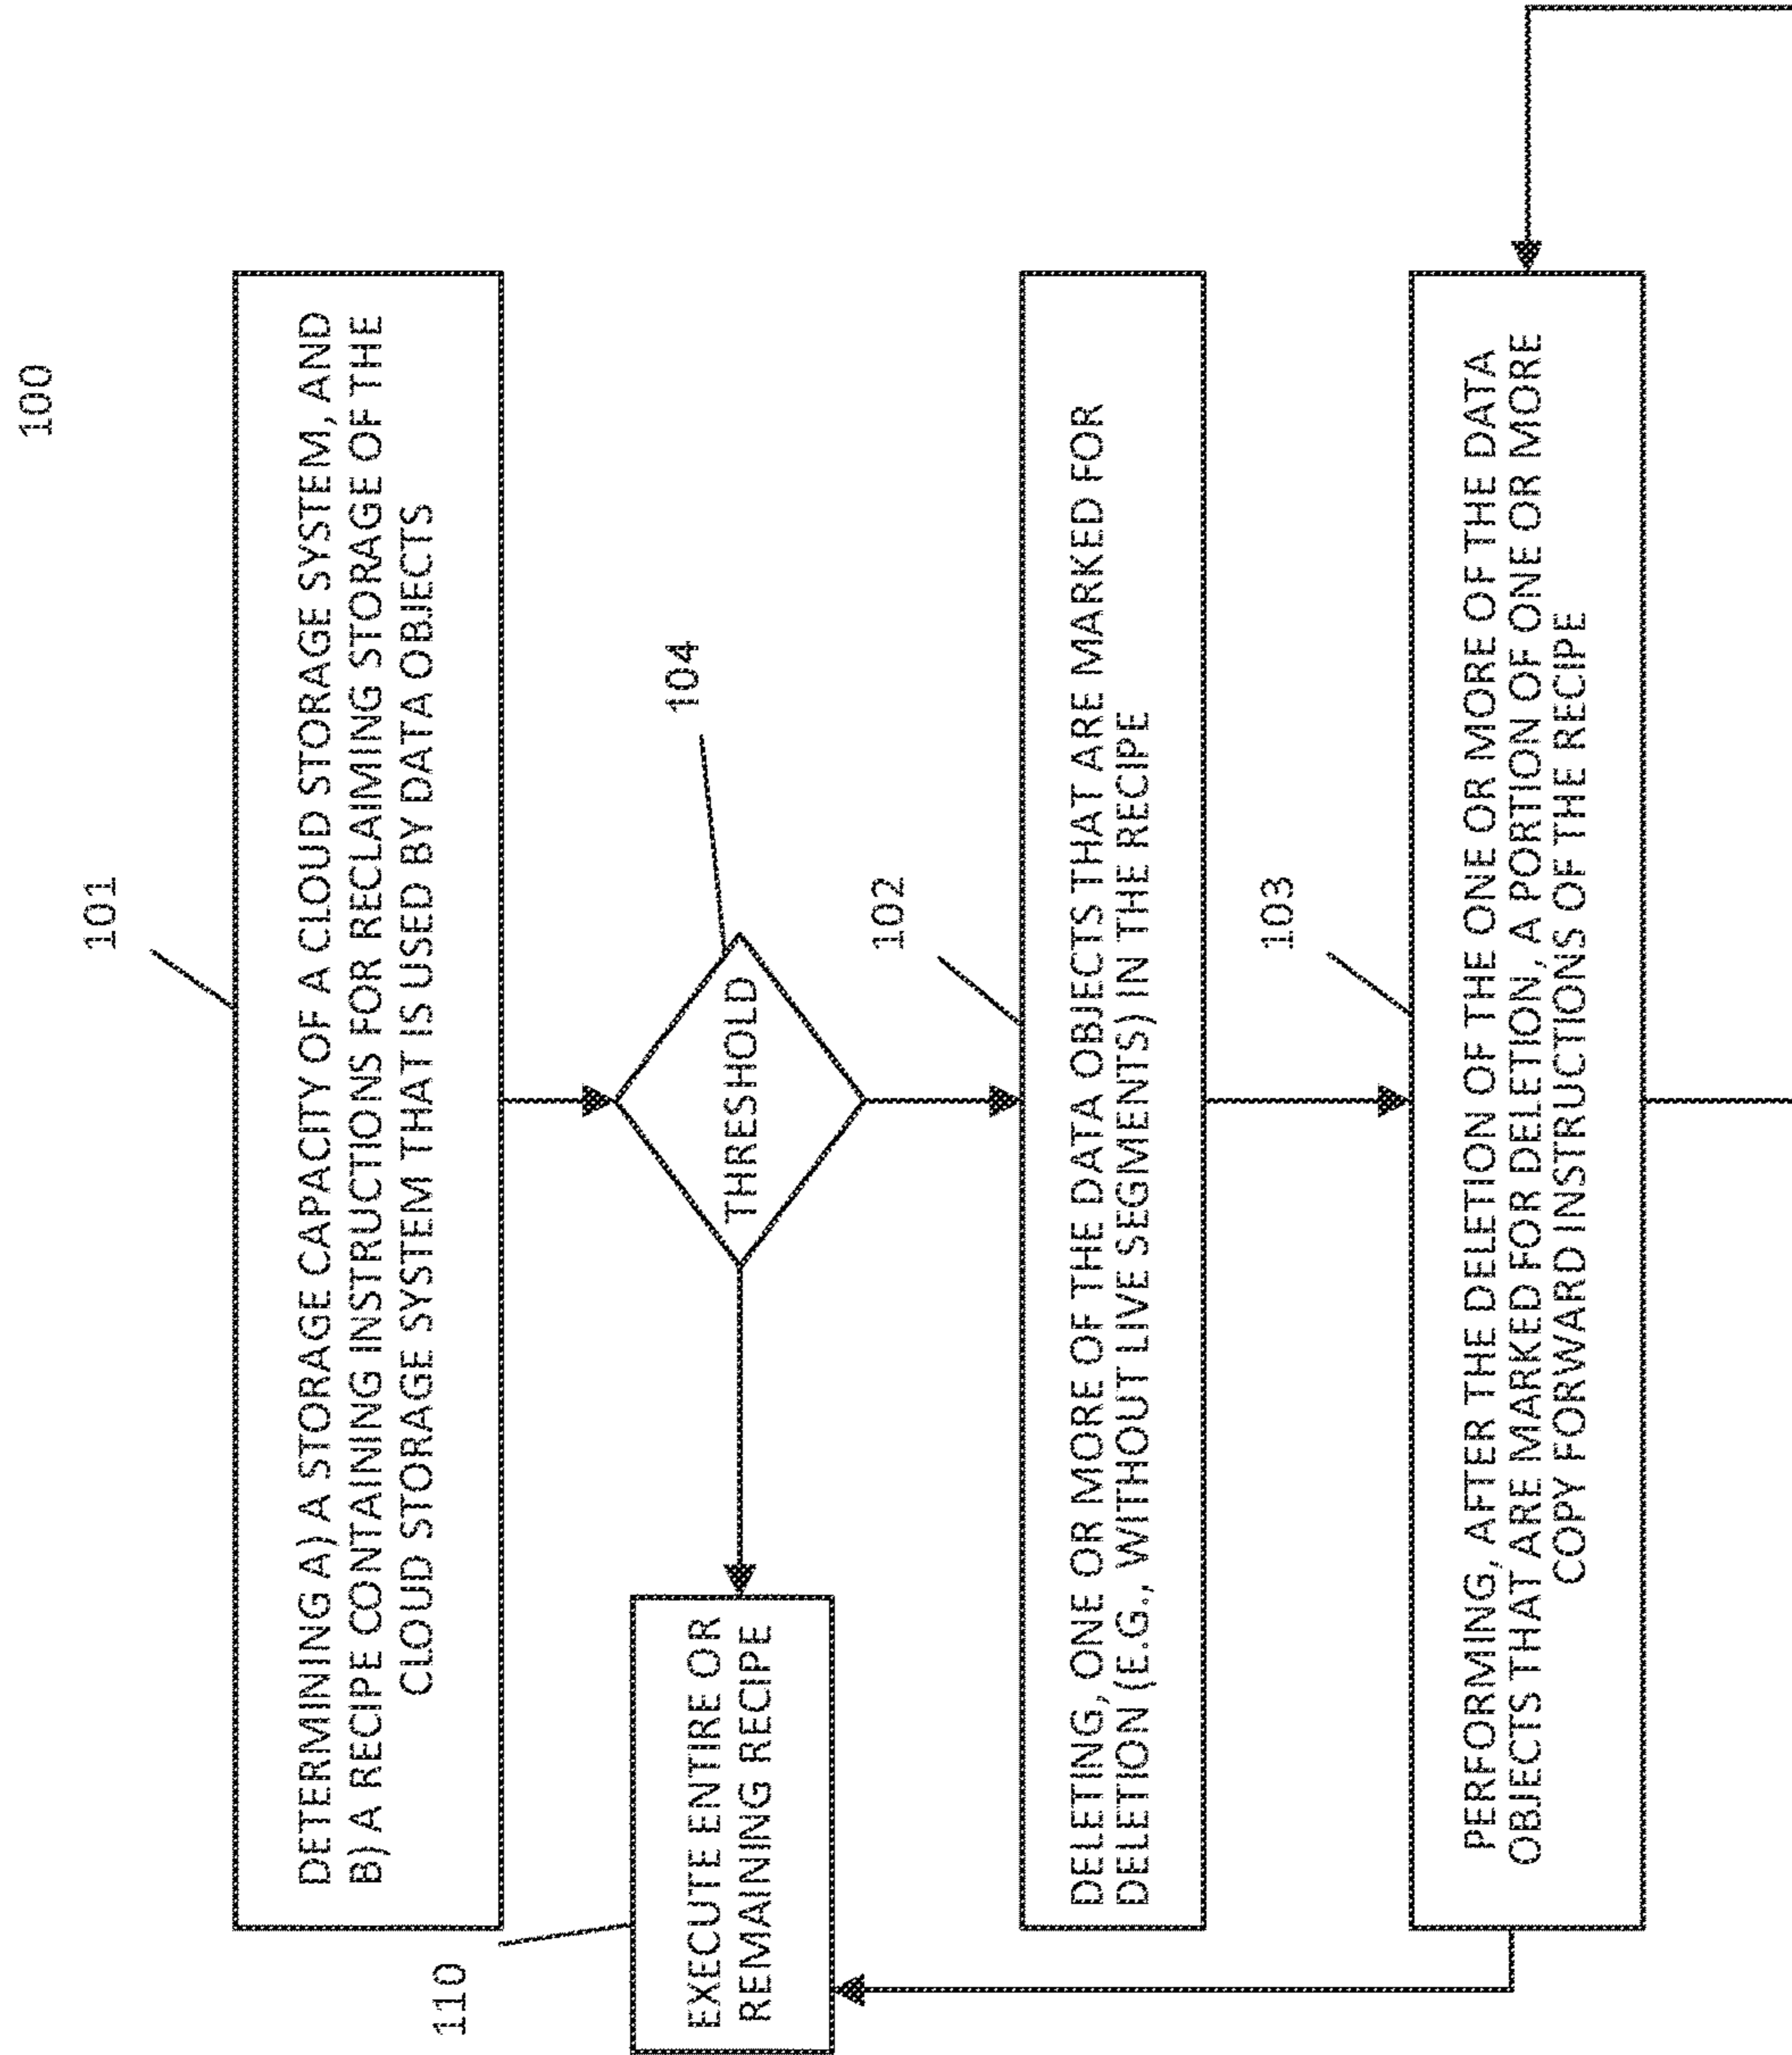 100
101
DETERMINING A) A STORAGE CAPACITY OF A CLOUD STORAGE SYSTEM, AND
B) A RECIPE CONTAINING INSTRUCTIONS FOR RECLAIMING STORAGE OF THE
CLOUD STORAGE SYSTEM THAT IS USED BY DATA OBJECTS
104
THRESHOLD
110
EXECUTE ENTIRE OR
REMAINING RECIPE
102
DELETING, ONE OR MORE OF THE DATA OBJECTS THAT ARE MARKED FOR
DELETION (E.G., WITHOUT LIVE SEGMENTS) IN THE RECIPE
103
PERFORMING, AFTER THE DELETION OF THE ONE OR MORE OF THE DATA
OBJECTS THAT ARE MARKED FOR DELETION, A PORTION OF ONE OR MORE
COPY FORWARD INSTRUCTIONS OF THE RECIPE